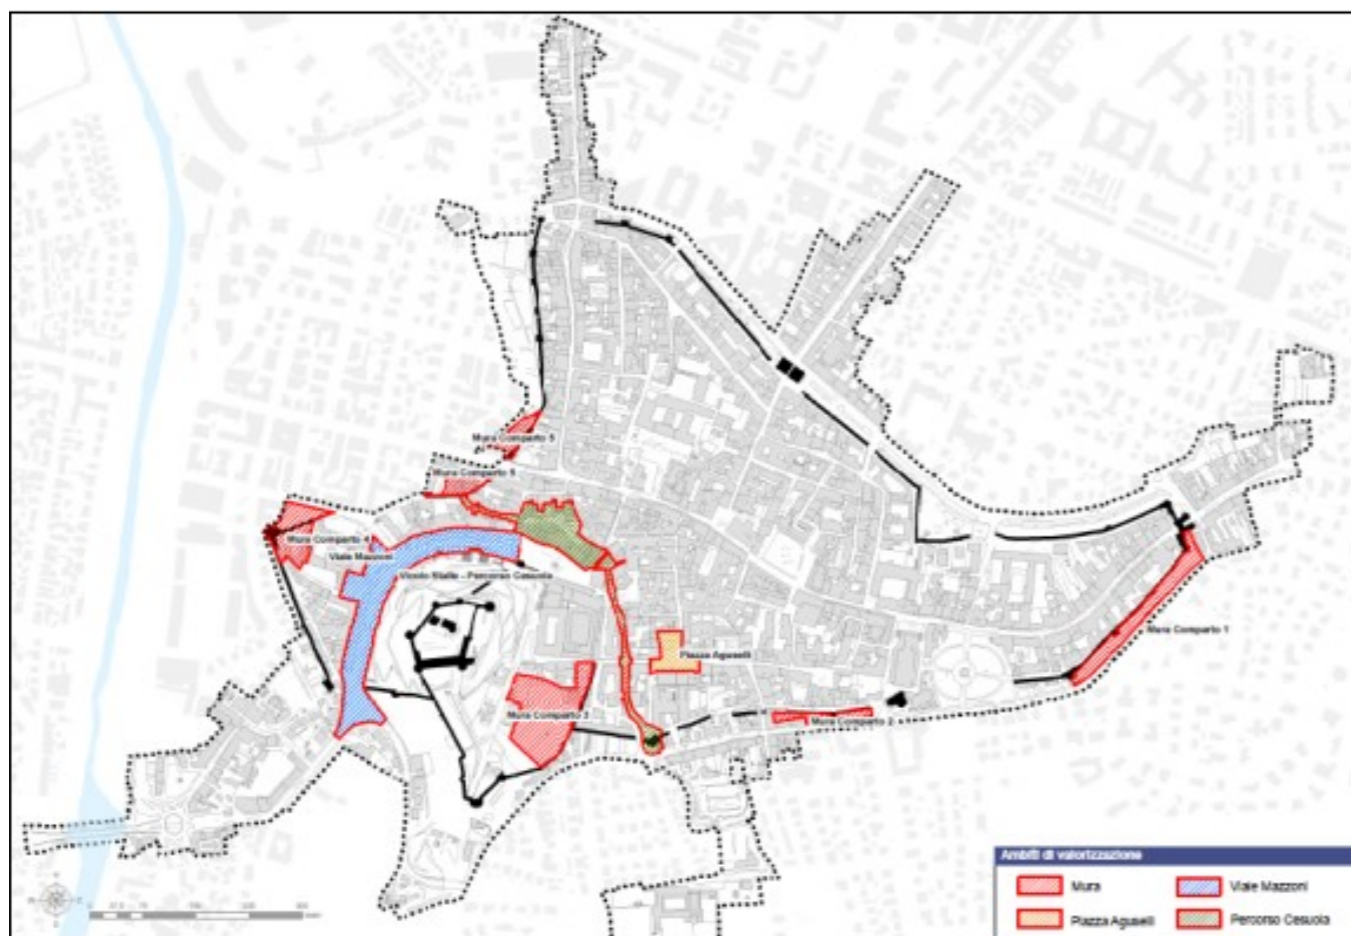 Mura Comparto 5
Mura Comparto 5
Mura Comparto 4
Viale Mazzoni
Vicolo Stalle - Percorso Cesuola
Mura Comparto 1
Piazza Aguselli
Mura Comparto 3
Mura Comparto 2
Ambiti di valorizzazione
Mura
Viale Mazzoni
Piazza Aguselli
Percorso Cesuola